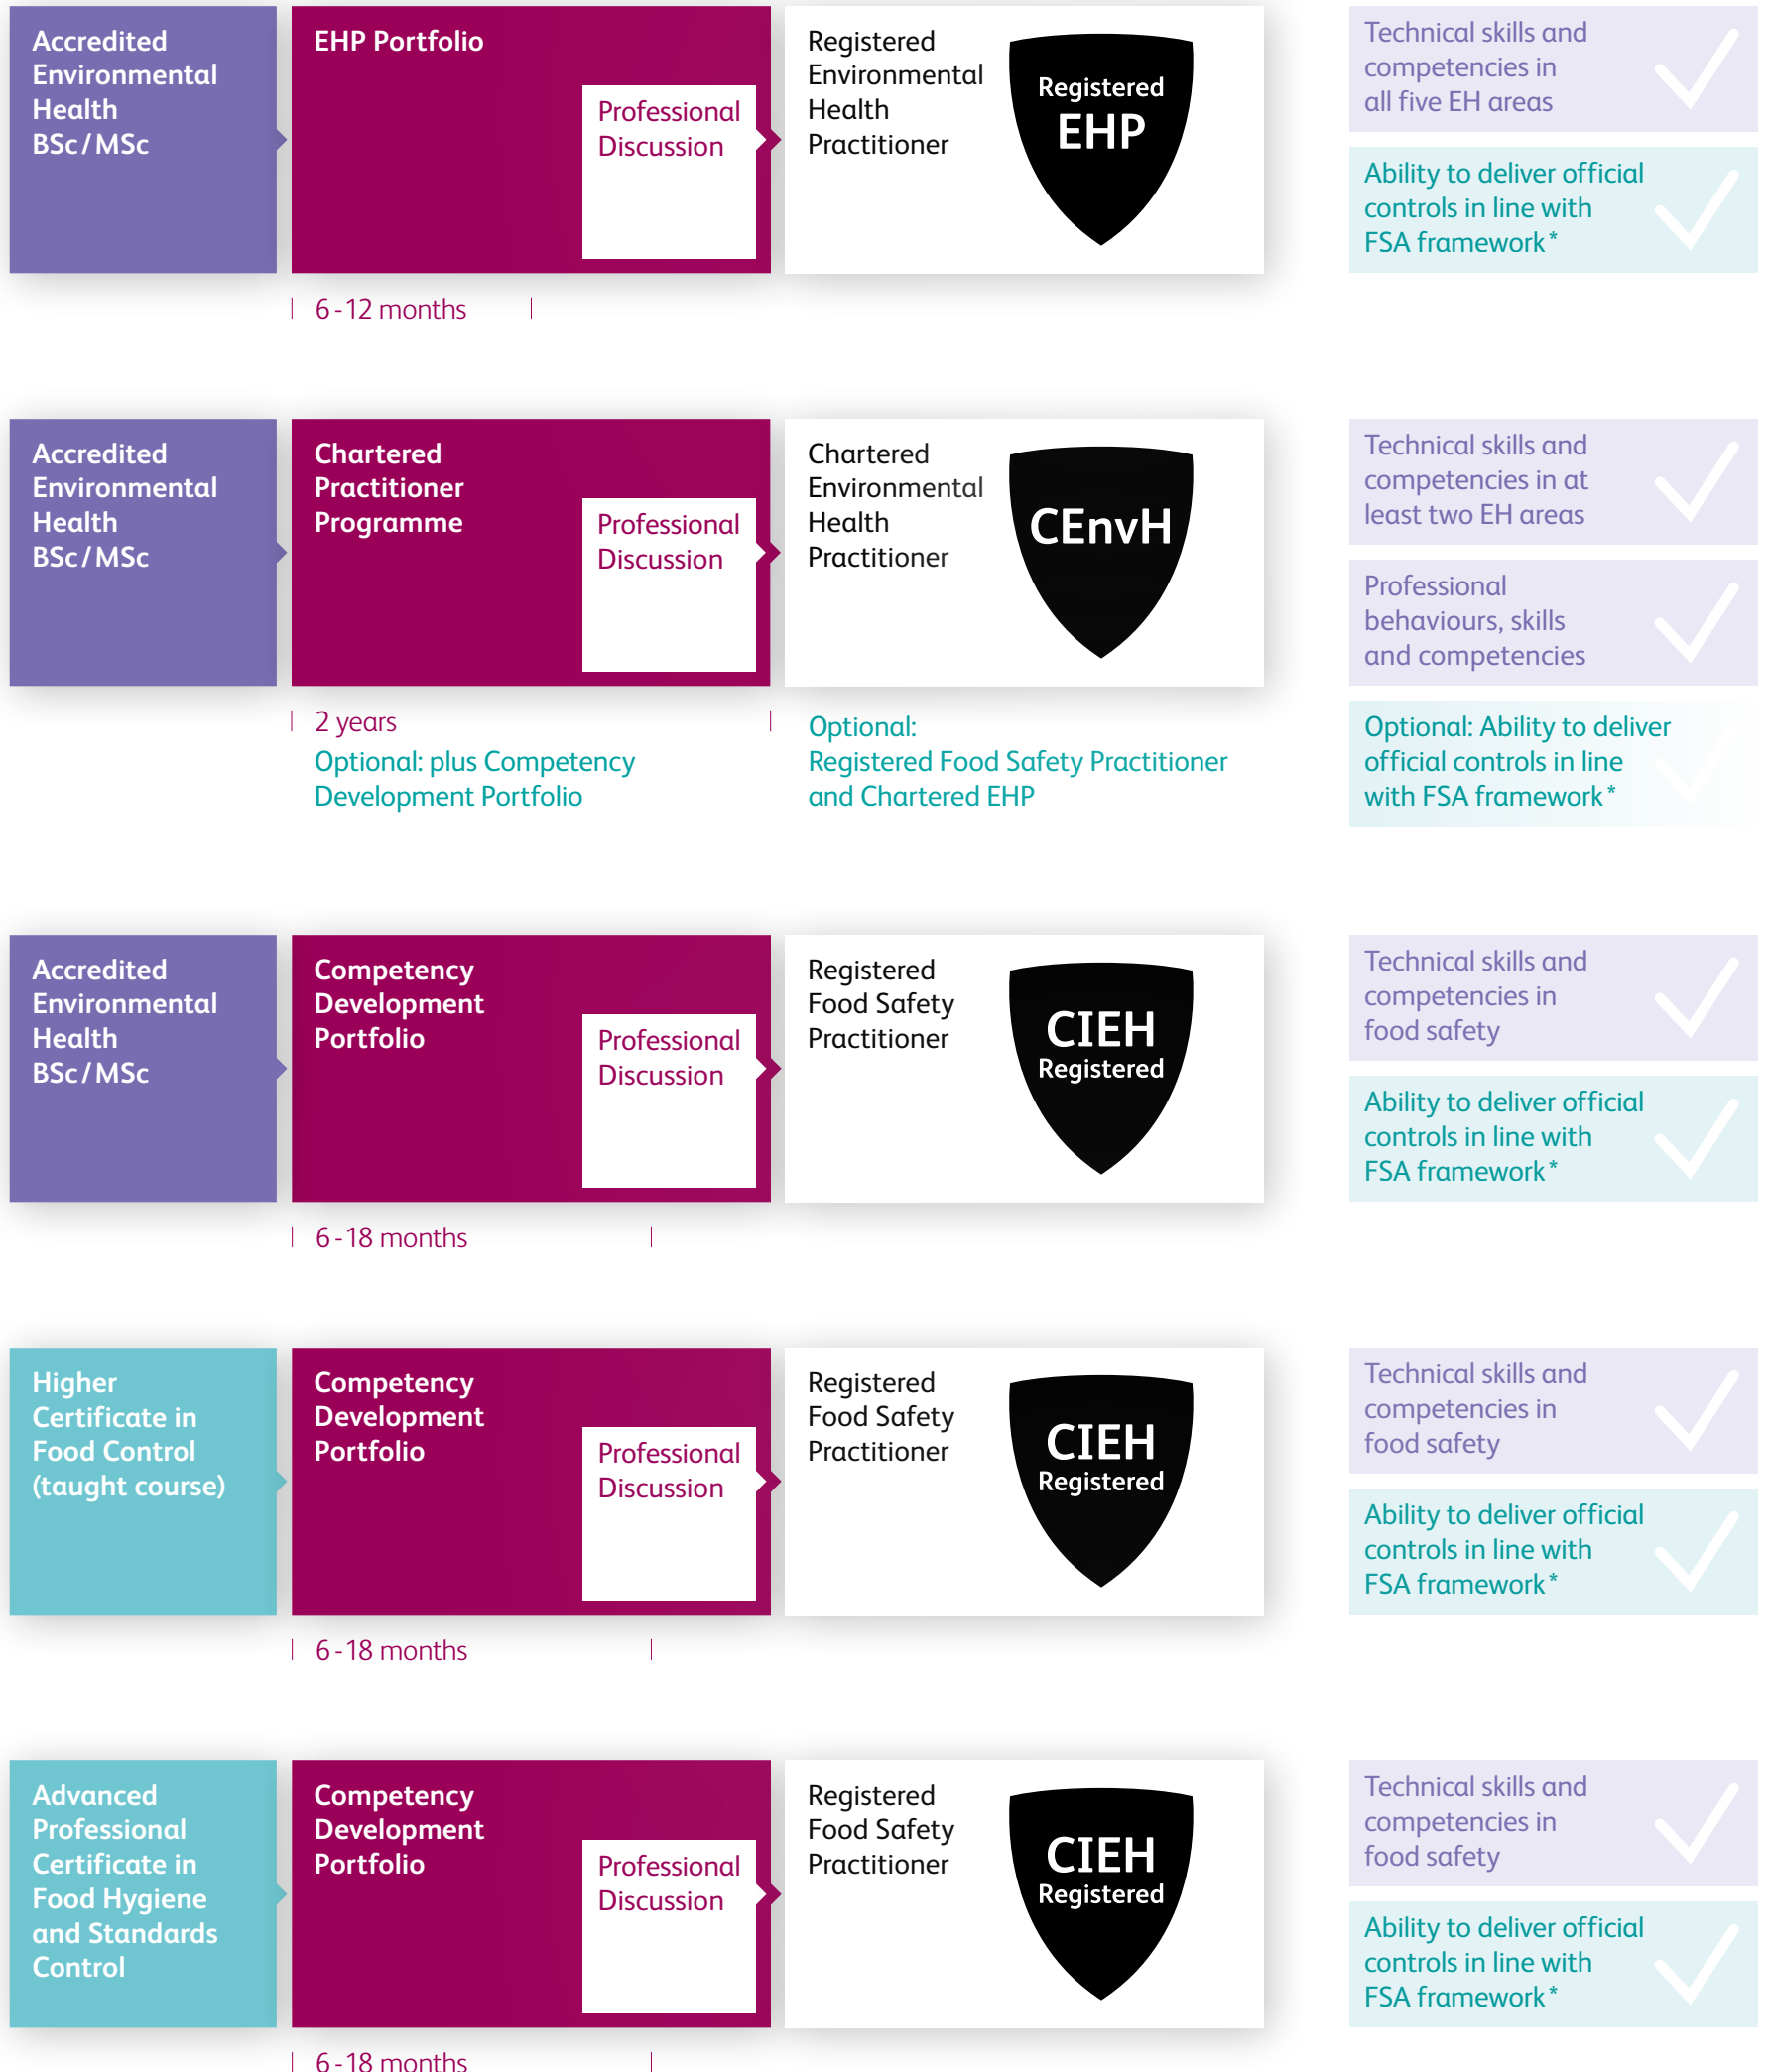 Accredited
Environmental
Health
BSc/MSc
EHP Portfolio
Professional
Discussion
Registered
Environmental
Health
Practitioner
Registered
EHP
Technical skills and
competencies in
all five EH areas
Ability to deliver official
controls in line with
FSA framework*
6-12 months
Accredited
Environmental
Health
BSc/MSc
Chartered
Practitioner
Programme
Professional
Discussion
Chartered
Environmental
Health
Practitioner
CEnvH
Technical skills and
competencies in at
least two EH areas
Professional
behaviours, skills
and competencies
2 years
Optional: plus Competency
Development Portfolio
Optional:
Registered Food Safety Practitioner
and Chartered EHP
Optional: Ability to deliver
official controls in line
with FSA framework*
Accredited
Environmental
Health
BSc/MSc
Competency
Development
Portfolio
Professional
Discussion
Registered
Food Safety
Practitioner
CIEH
Registered
Technical skills and
competencies in
food safety
Ability to deliver official
controls in line with
FSA framework*
6-18 months
Higher
Certificate in
Food Control
(taught course)
Competency
Development
Portfolio
Professional
Discussion
Registered
Food Safety
Practitioner
CIEH
Registered
Technical skills and
competencies in
food safety
Ability to deliver official
controls in line with
FSA framework*
6-18 months
Advanced
Professional
Certificate in
Food Hygiene
and Standards
Control
Competency
Development
Portfolio
Professional
Discussion
Registered
Food Safety
Practitioner
CIEH
Registered
Technical skills and
competencies in
food safety
Ability to deliver official
controls in line with
FSA framework*
6-18 months